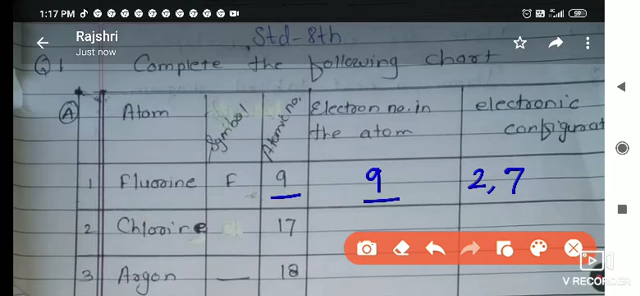 1:17 PM
Rajshri
Just now
Std-8th
Q1 Complete the following chart
A Atom Symbol Atomic no. Electron no. in the atom electronic configurat
1 Fluorine F 9 9 2, 7
2 Chlorine 17
3 Argon — 18
V RECORDER